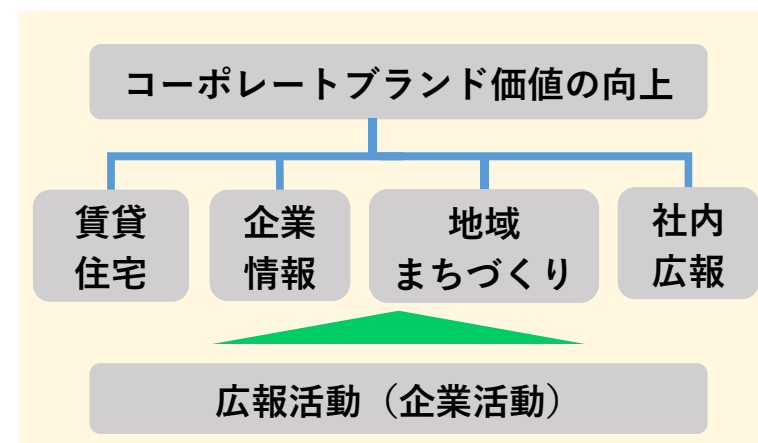 コーポレートブランド価値の向上
賃貸
住宅
企業
情報
地域
まちづくり
社内
広報
広報活動（企業活動）